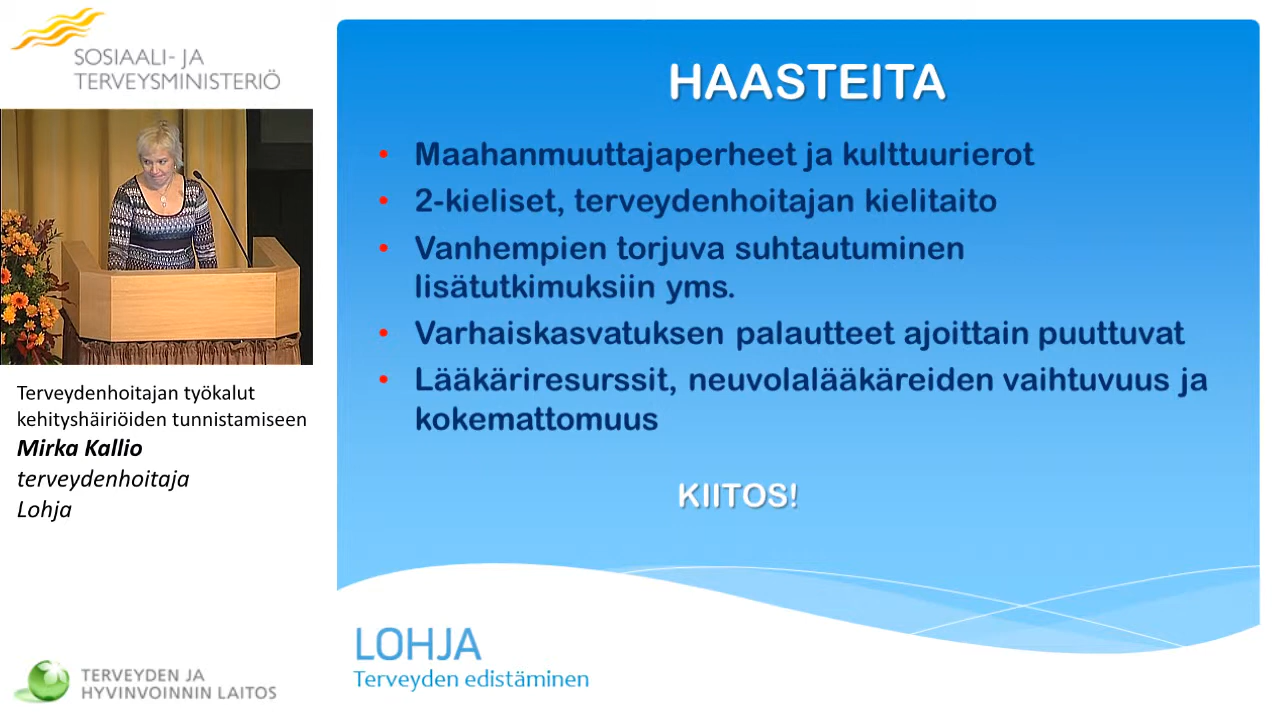 SOSIAALI- JA
TERVEYSMINISTERIÖ
Terveydenhoitajan työkalut
kehityshäiriöiden tunnistamiseen
Mirka Kallio
terveydenhoitaja
Lohja
TERVEYDEN JA
HYVINVOINNIN LAITOS
HAASTEITA
• Maahanmuuttajaperheet ja kulttuurierot
• 2-kieliset, terveydenhoitajan kielitaito
• Vanhempien torjuva suhtautuminen
lisätutkimuksiin yms.
• Varhaiskasvatuksen palautteet ajoittain puuttuvat
• Lääkäriresurssit, neuvolalääkäreiden vaihtuvuus ja
kokemattomuus
KIITOS!
LOHJA
Terveyden edistäminen